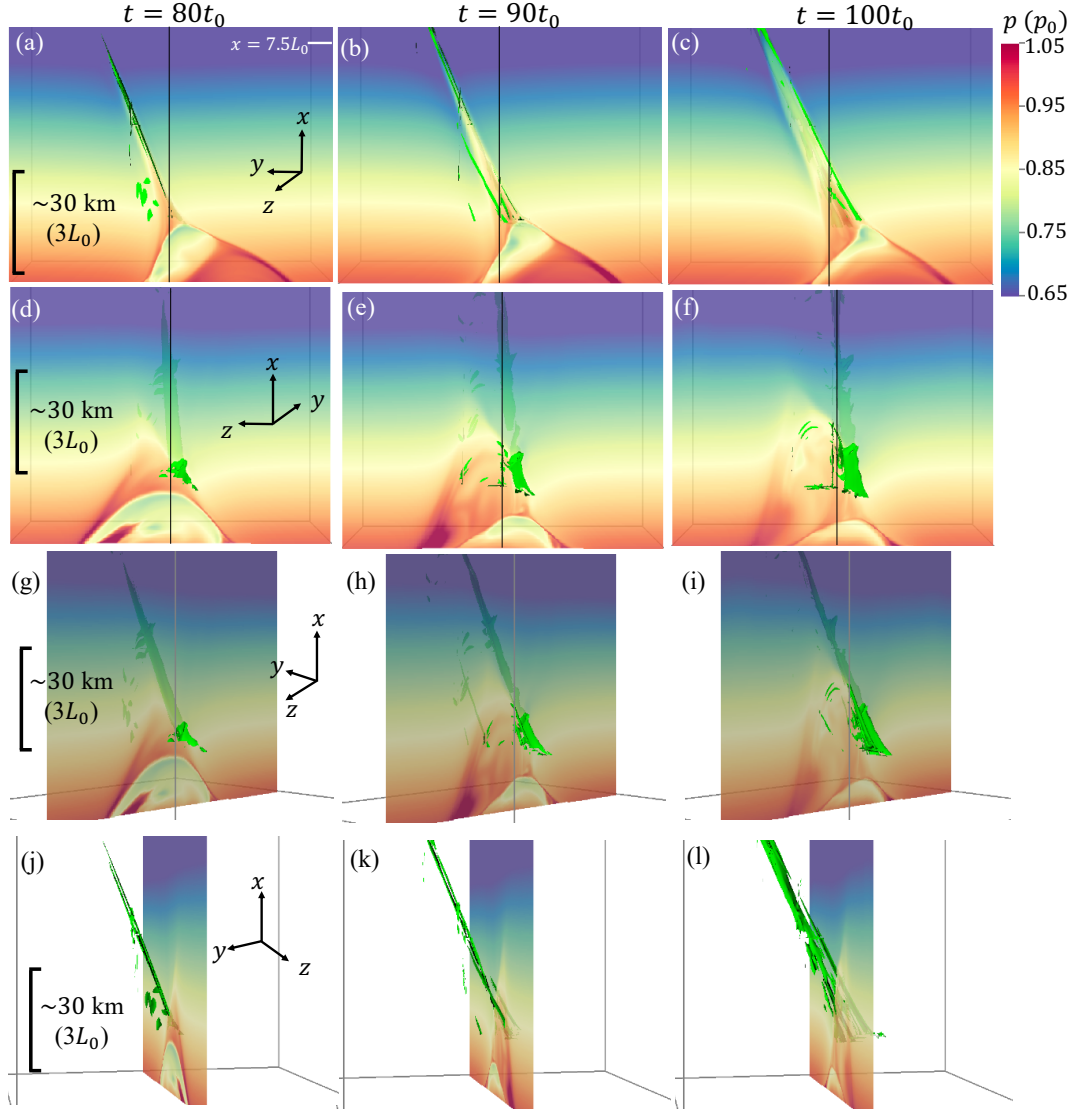 t = 80t₀ t = 90t₀ t = 100t₀ p (p₀)
(a) x = 7.5L₀ (b) (c) 1.05
0.95
x
y
z
0.85
~30 km
(3L₀)
0.75
0.65
(d) (e) (f)
x
y
z
~30 km
(3L₀)
(g) (h) (i)
x
y
z
~30 km
(3L₀)
(j) (k) (l)
x
y
z
~30 km
(3L₀)